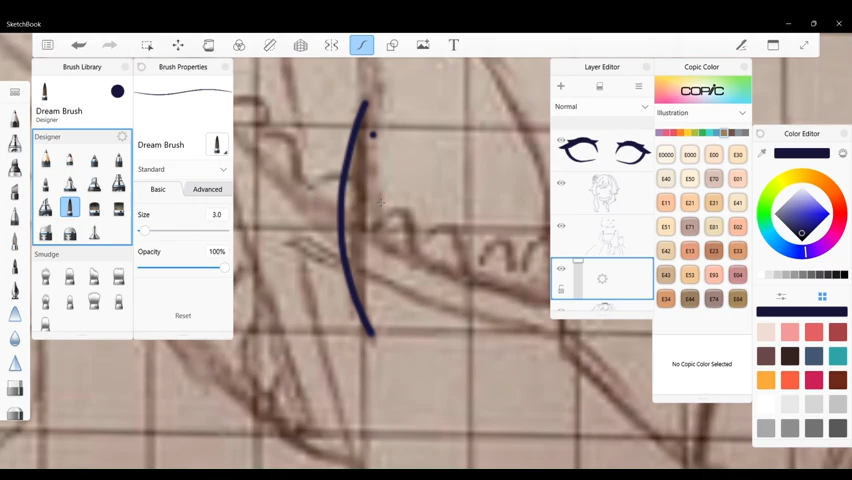 SketchBook
Brush Library
Brush Properties
Layer Editor
Copic Color
Dream Brush
Designer
Designer
Dream Brush
Standard
Basic
Advanced
Size
3.0
Opacity
100%
Reset
Smudge
Normal
COPIC
Illustration
E0000 E0000 E00 E30
E40 E50 E70 E01
E11 E21 E31 E41
E51 E71 E81 E02
E42 E13 E23 E33
E43 E53 E93 E04
E34 E44 E74 E84
No Copic Color Selected
Color Editor
T